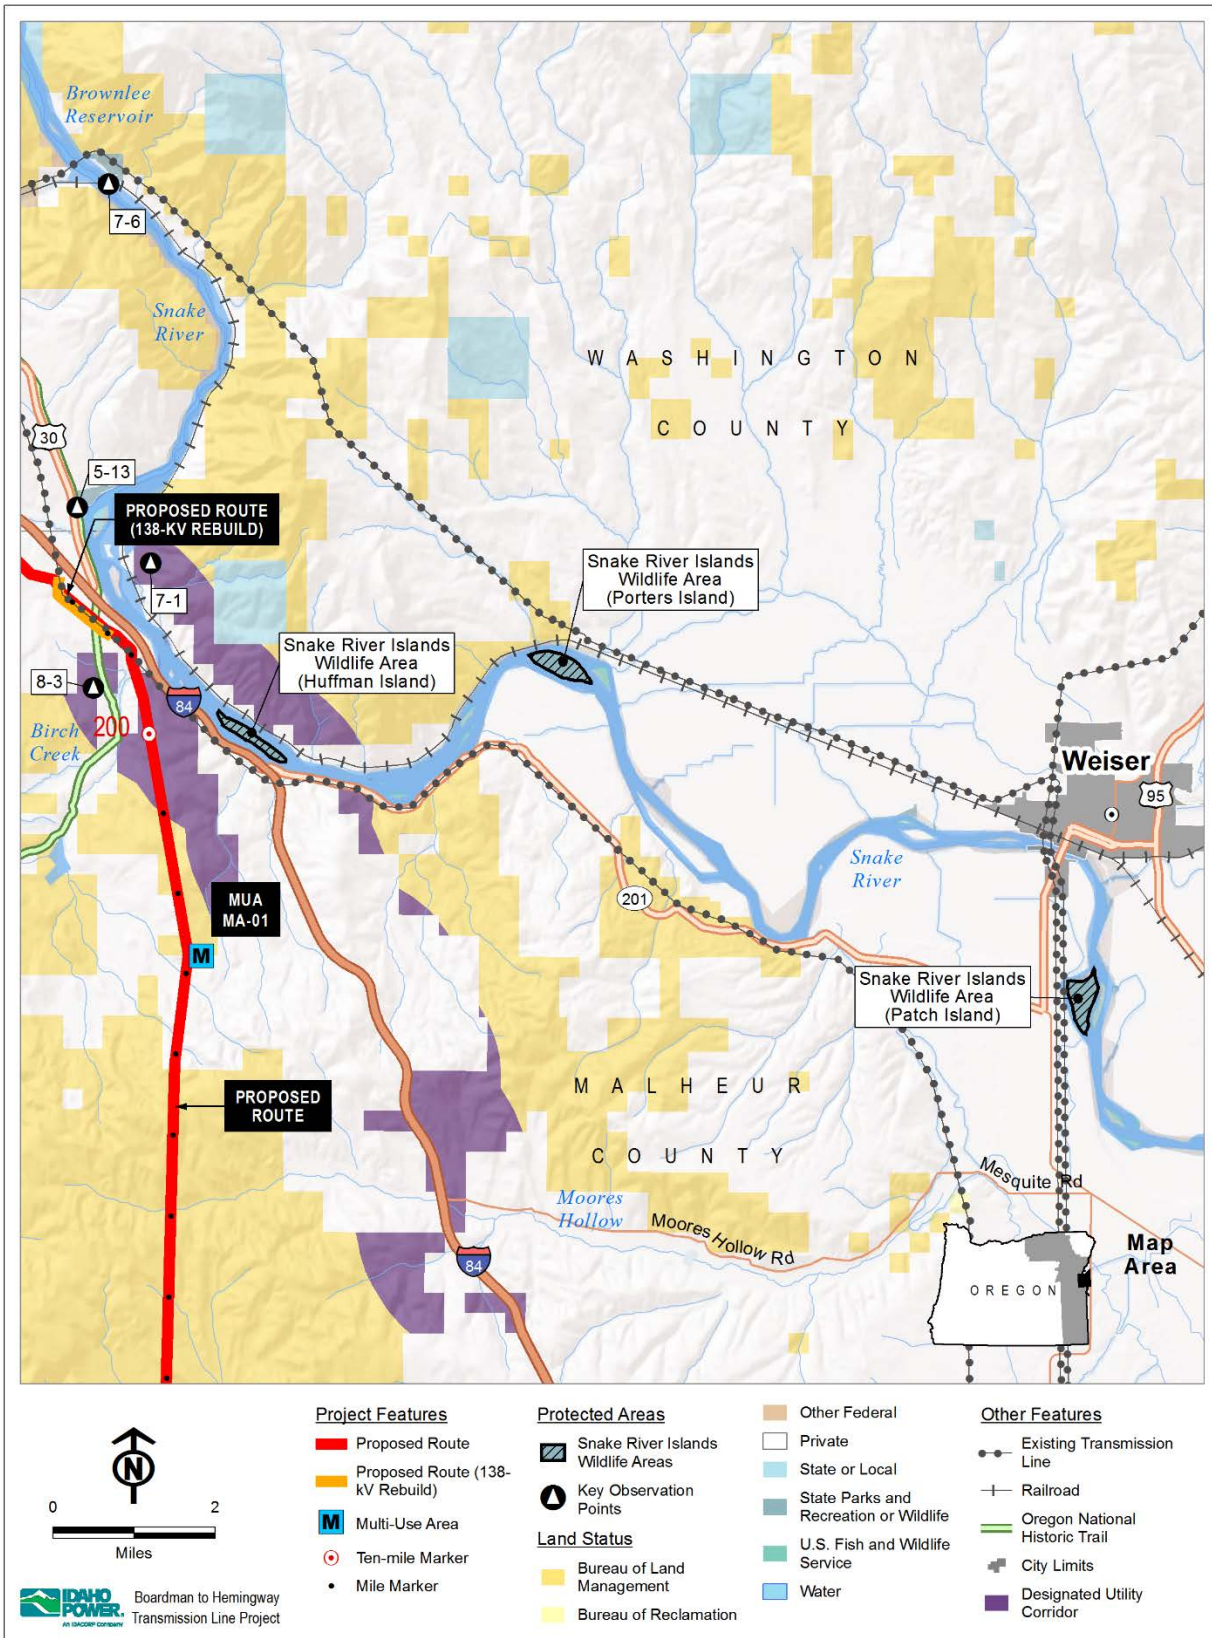 Brownlee
Reservoir
7-6
Snake
River
W A S H I N G T O N
C O U N T Y
30
5-13
PROPOSED ROUTE
(138-KV REBUILD)
7-1
Snake River Islands
Wildlife Area
(Porters Island)
Snake River Islands
Wildlife Area
(Huffman Island)
8-3
84
200
Birch
Creek
Weiser
95
Snake
River
201
MUA
MA-01
M
Snake River Islands
Wildlife Area
(Patch Island)
PROPOSED
ROUTE
M A L H E U R
C O U N T Y
Mesquite Rd
Moores
Hollow
Moores Hollow Rd
84
Map
Area
OREGON
N
0 2
Miles
IDAHO
POWER.
AN IDACORP Company
Boardman to Hemingway
Transmission Line Project
Project Features
Proposed Route
Proposed Route (138-
kV Rebuild)
M
Multi-Use Area
Ten-mile Marker
Mile Marker
Protected Areas
Snake River Islands
Wildlife Areas
Key Observation
Points
Land Status
Bureau of Land
Management
Bureau of Reclamation
Other Federal
Private
State or Local
State Parks and
Recreation or Wildlife
U.S. Fish and Wildlife
Service
Water
Other Features
Existing Transmission
Line
Railroad
Oregon National
Historic Trail
City Limits
Designated Utility
Corridor